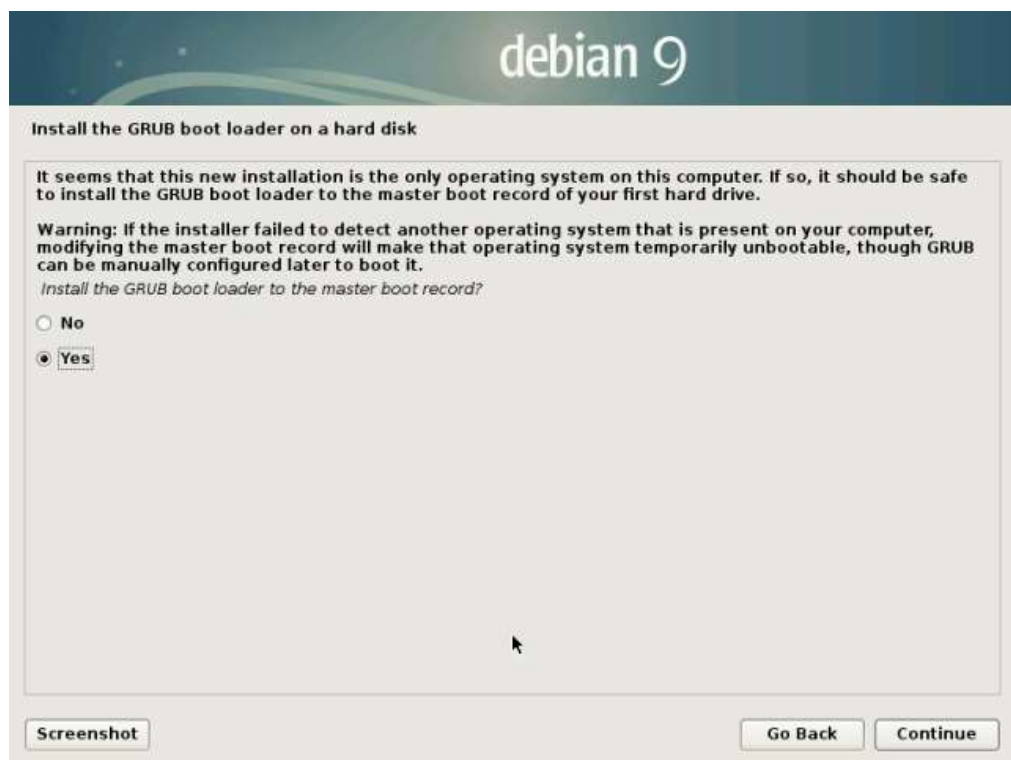 debian 9
Install the GRUB boot loader on a hard disk
It seems that this new installation is the only operating system on this computer. If so, it should be safe
to install the GRUB boot loader to the master boot record of your first hard drive.
Warning: If the installer failed to detect another operating system that is present on your computer,
modifying the master boot record will make that operating system temporarily unbootable, though GRUB
can be manually configured later to boot it.
Install the GRUB boot loader to the master boot record?
No
Yes
Screenshot
Go Back
Continue